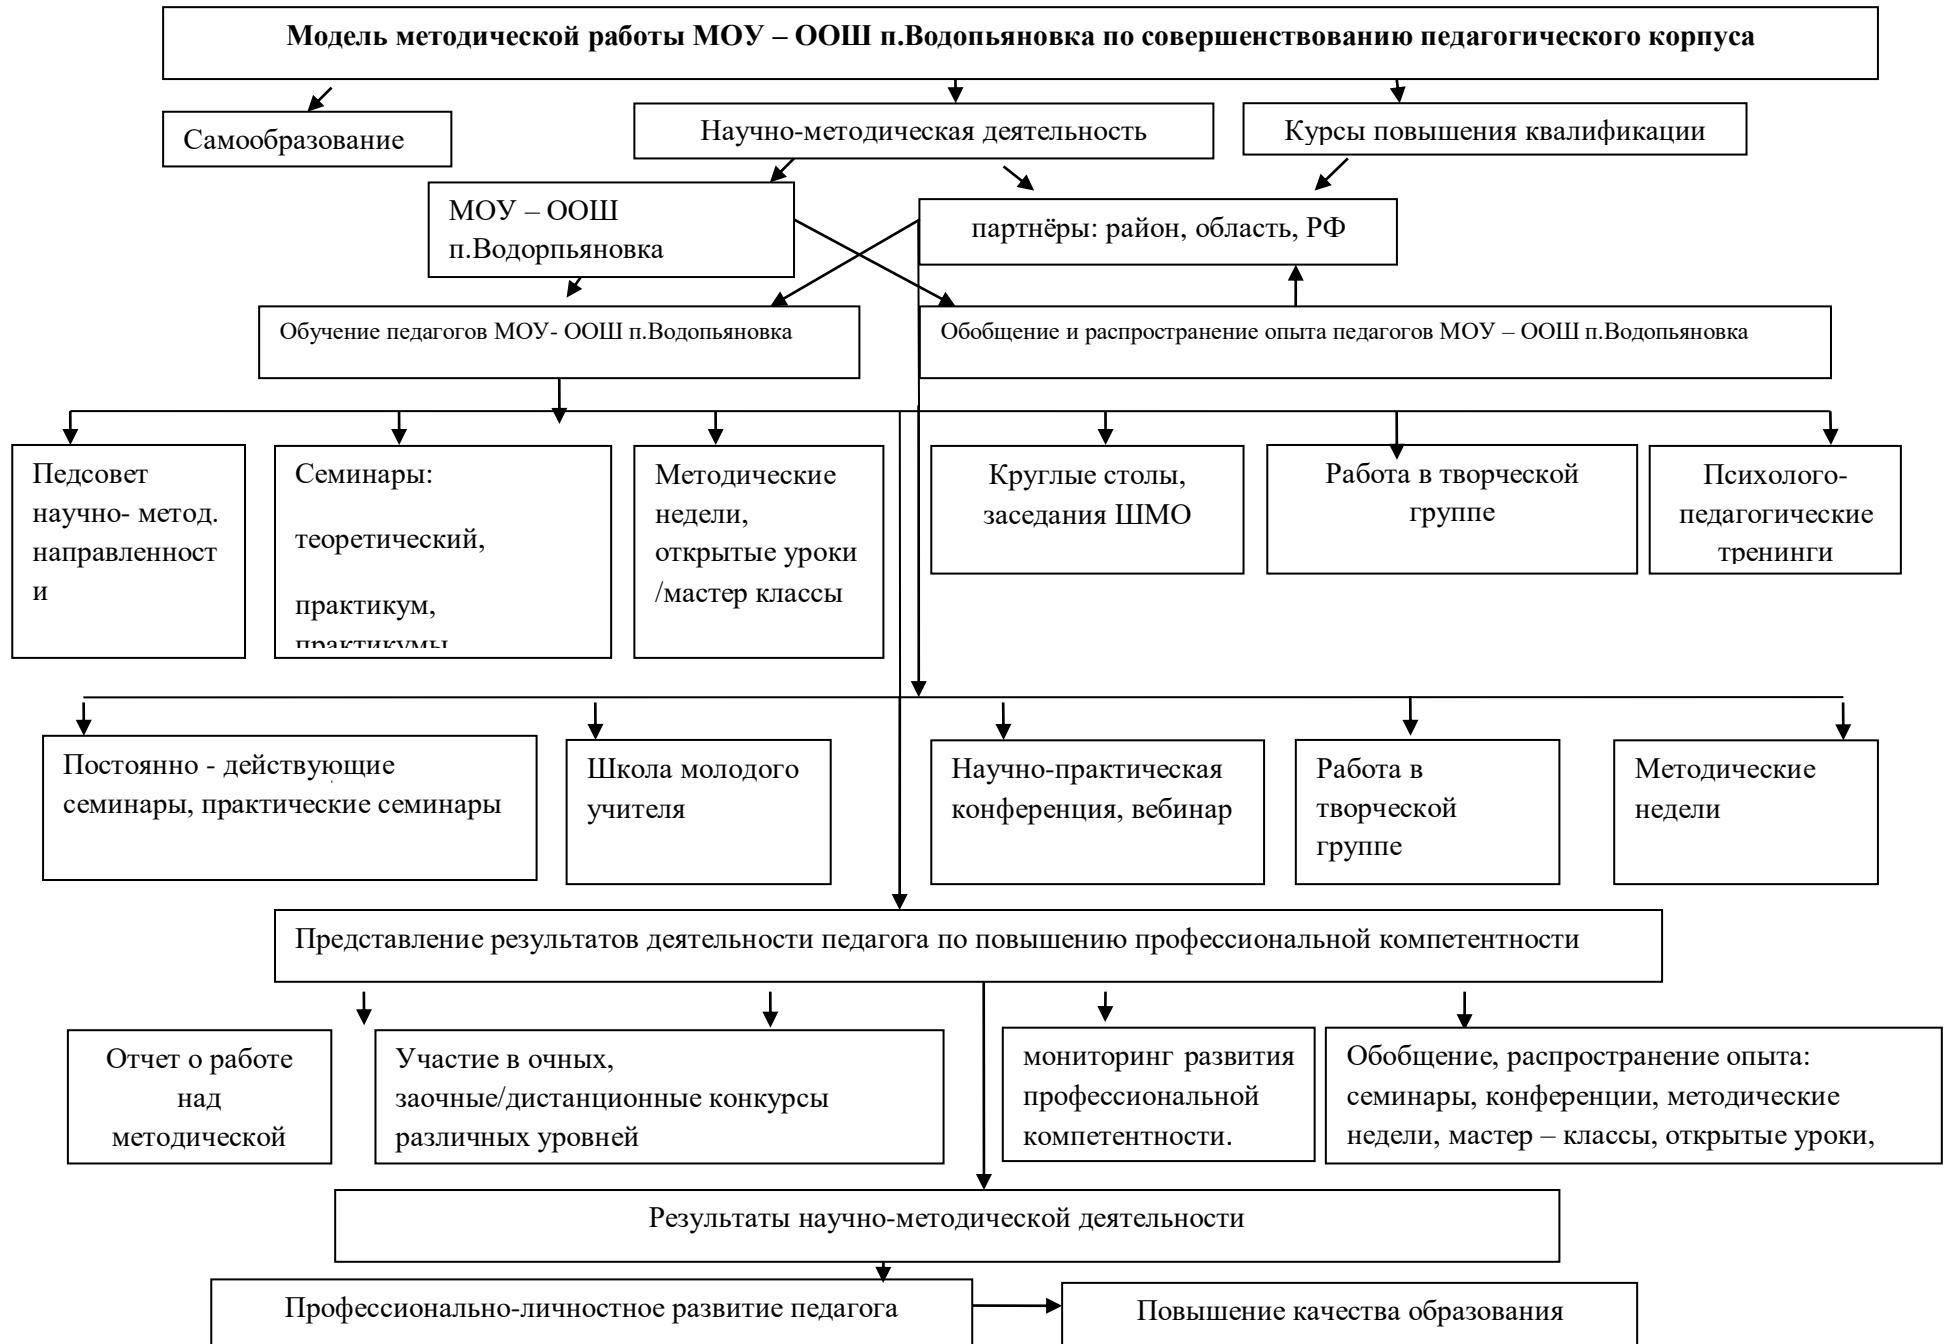 Модель методической работы МОУ – ООШ п.Водопьяновка по совершенствованию педагогического корпуса
Самообразование
Научно-методическая деятельность
Курсы повышения квалификации
МОУ – ООШ
п.Водорпьяновка
партнёры: район, область, РФ
Обучение педагогов МОУ- ООШ п.Водопьяновка
Обобщение и распространение опыта педагогов МОУ – ООШ п.Водопьяновка
Педсовет
научно- метод.
направленност
и
Семинары:
теоретический,
практикум,
практикумы
Методические
недели,
открытые уроки
/мастер классы
Круглые столы,
заседания ШМО
Работа в творческой
группе
Психолого-
педагогические
тренинги
Постоянно - действующие
семинары, практические семинары
Школа молодого
учителя
Научно-практическая
конференция, вебинар
Работа в
творческой
группе
Методические
недели
Представление результатов деятельности педагога по повышению профессиональной компетентности
Отчет о работе
над
методической
Участие в очных,
заочные/дистанционные конкурсы
различных уровней
мониторинг развития
профессиональной
компетентности.
Обобщение, распространение опыта:
семинары, конференции, методические
недели, мастер – классы, открытые уроки,
Результаты научно-методической деятельности
Профессионально-личностное развитие педагога
Повышение качества образования